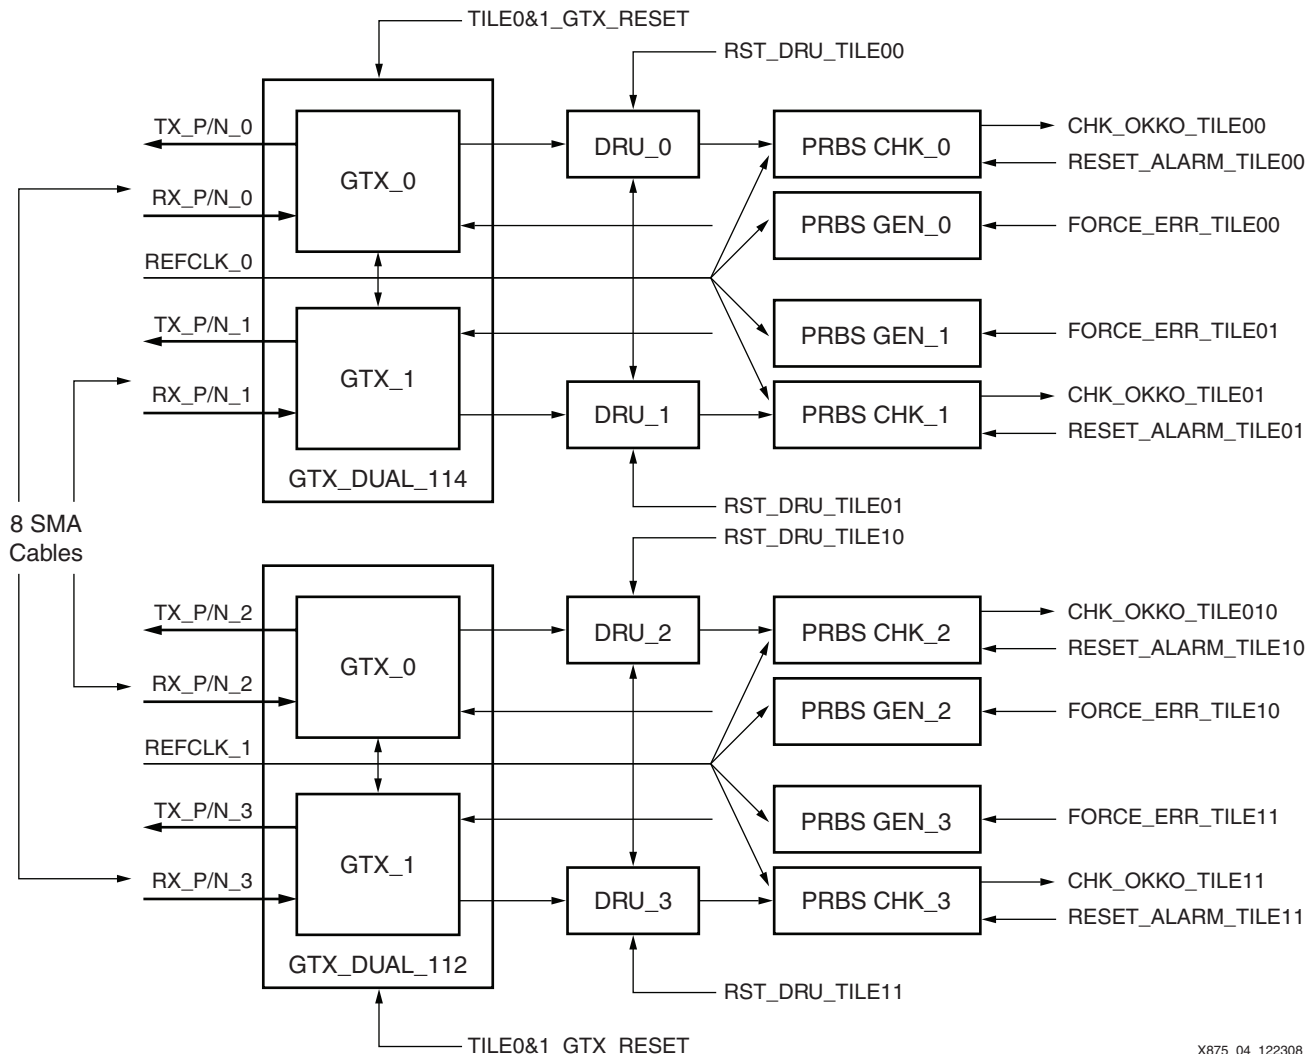 TILE0&1_GTX_RESET
RST_DRU_TILE00
TX_P/N_0
GTX_0
DRU_0
PRBS CHK_0
CHK_OKKO_TILE00
RESET_ALARM_TILE00
RX_P/N_0
PRBS GEN_0
FORCE_ERR_TILE00
REFCLK_0
TX_P/N_1
GTX_1
PRBS GEN_1
FORCE_ERR_TILE01
RX_P/N_1
DRU_1
PRBS CHK_1
CHK_OKKO_TILE01
RESET_ALARM_TILE01
GTX_DUAL_114
RST_DRU_TILE01
8 SMA
Cables
RST_DRU_TILE10
TX_P/N_2
GTX_0
DRU_2
PRBS CHK_2
CHK_OKKO_TILE010
RESET_ALARM_TILE10
RX_P/N_2
PRBS GEN_2
FORCE_ERR_TILE10
REFCLK_1
TX_P/N_3
GTX_1
PRBS GEN_3
FORCE_ERR_TILE11
RX_P/N_3
DRU_3
PRBS CHK_3
CHK_OKKO_TILE11
RESET_ALARM_TILE11
GTX_DUAL_112
RST_DRU_TILE11
TILE0&1_GTX_RESET
X875_04_122308